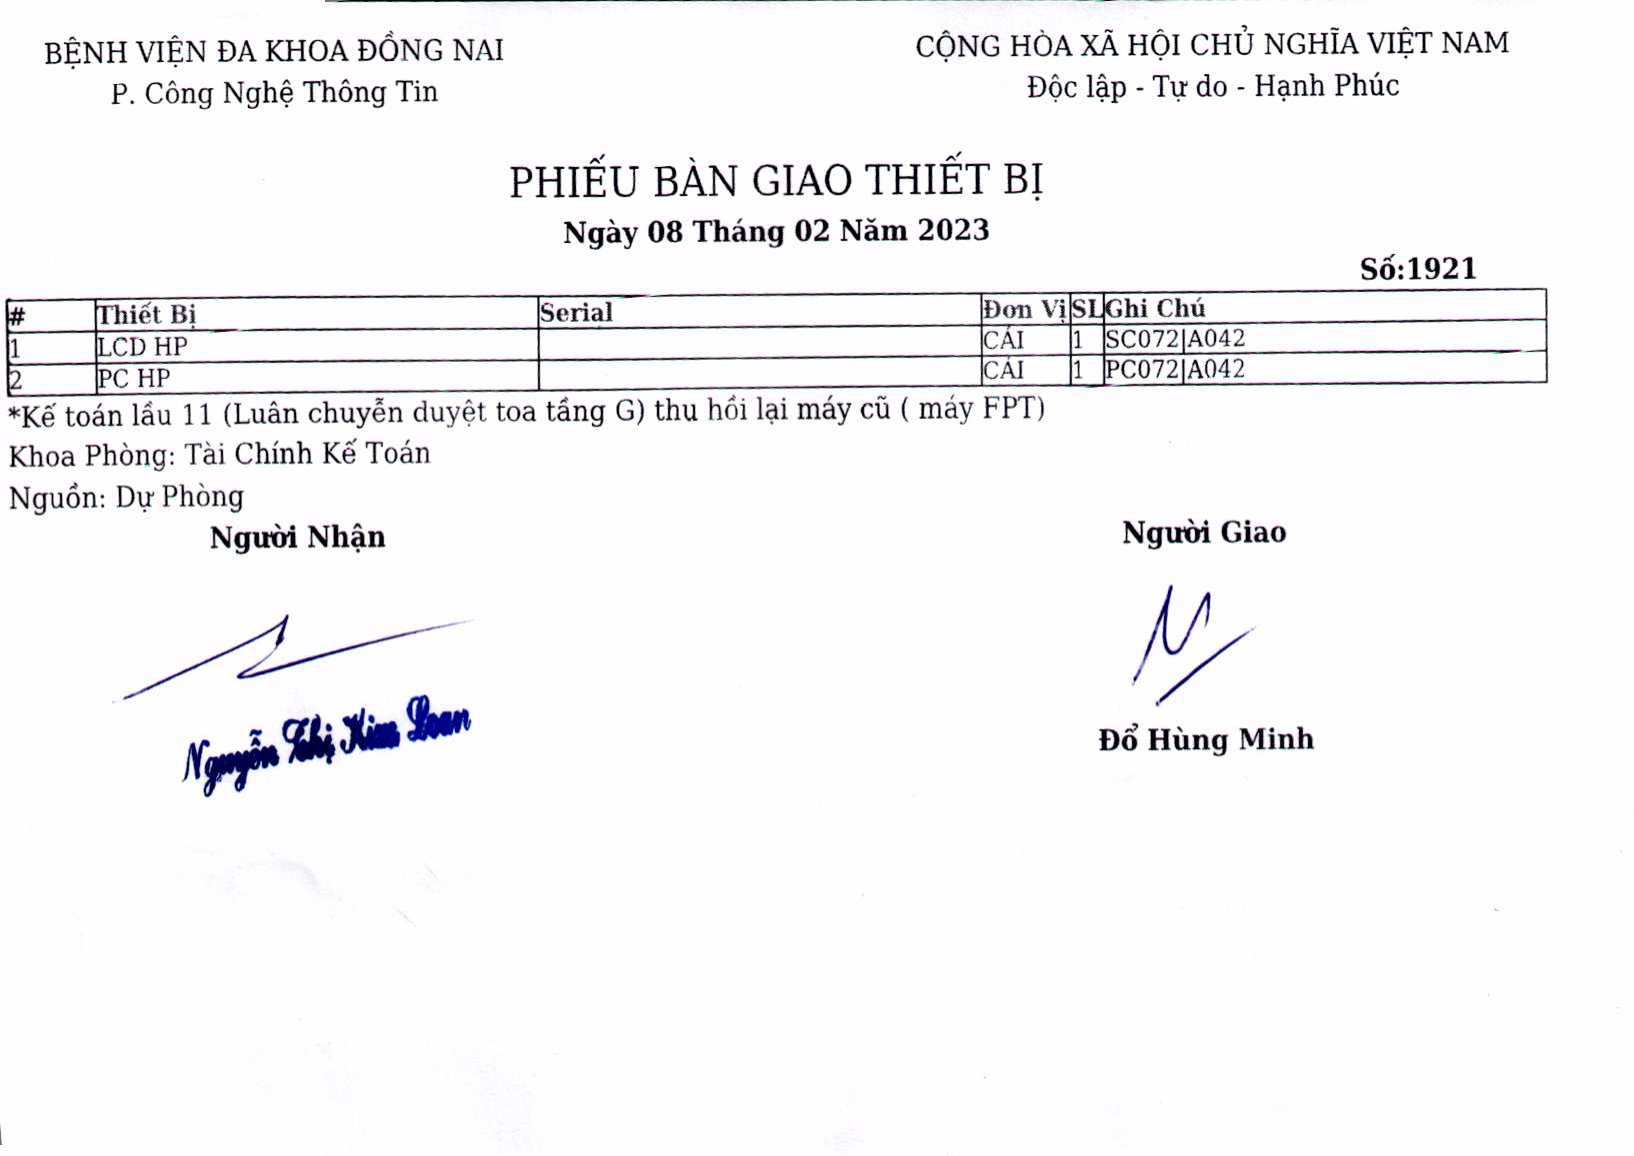 BỆNH VIỆN ĐA KHOA ĐỒNG NAI
P. Công Nghệ Thông Tin
CỘNG HÒA XÃ HỘI CHỦ NGHĨA VIỆT NAM
Độc lập - Tự do - Hạnh Phúc
PHIẾU BÀN GIAO THIẾT BỊ
Ngày 08 Tháng 02 Năm 2023
Số:1921
# Thiết Bị Serial Đơn Vị SL Ghi Chú
1 LCD HP CÁI 1 SC072|A042
2 PC HP CÁI 1 PC072|A042
*Kế toán lầu 11 (Luân chuyễn duyệt toa tầng G) thu hồi lại máy cũ ( máy FPT)
Khoa Phòng: Tài Chính Kế Toán
Nguồn: Dự Phòng
Người Nhận
Người Giao
Nguyễn Thị Kim Loan
Đổ Hùng Minh